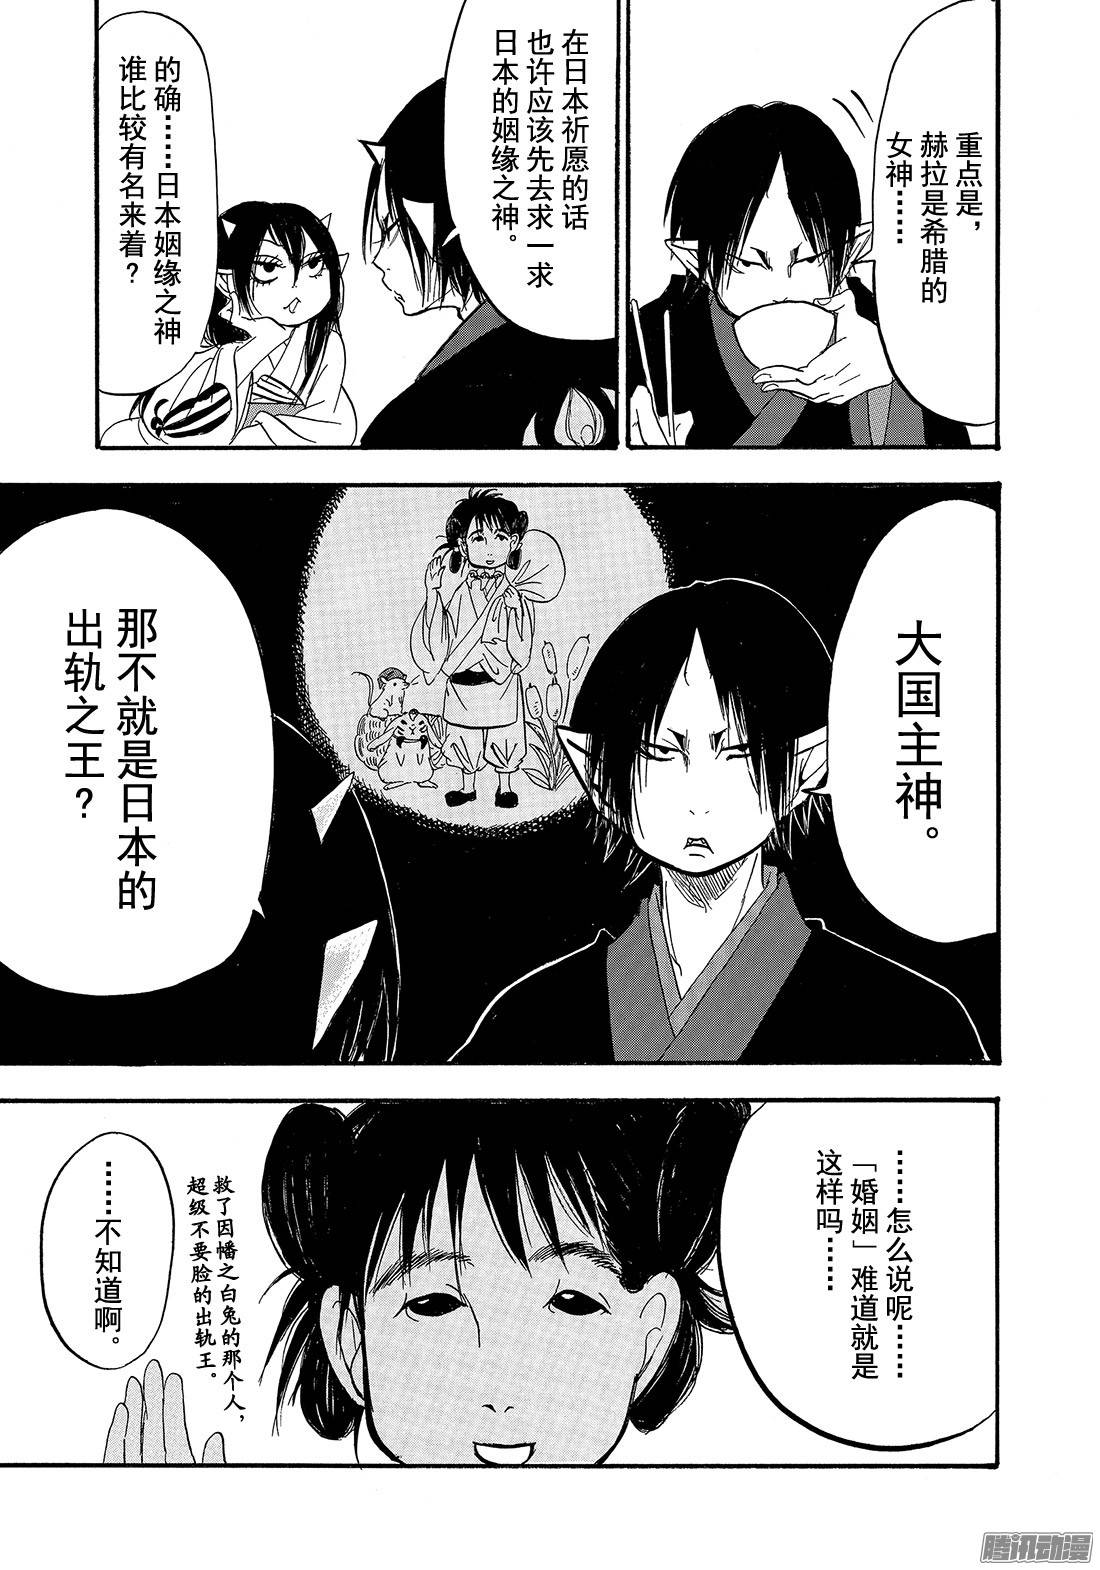 重点是，
赫拉是希腊的
女神……
在日本祈愿的话
也许应该先去求一求
日本的姻缘之神。
的确……日本姻缘之神
谁比较有名来着？
大国主神。
那不就是日本的
出轨之王？
……怎么说呢……
「婚姻」难道就是
这样吗……
救了因幡之白兔的那个人，
超级不要脸的出轨王。
……不知道啊。
腾讯动漫